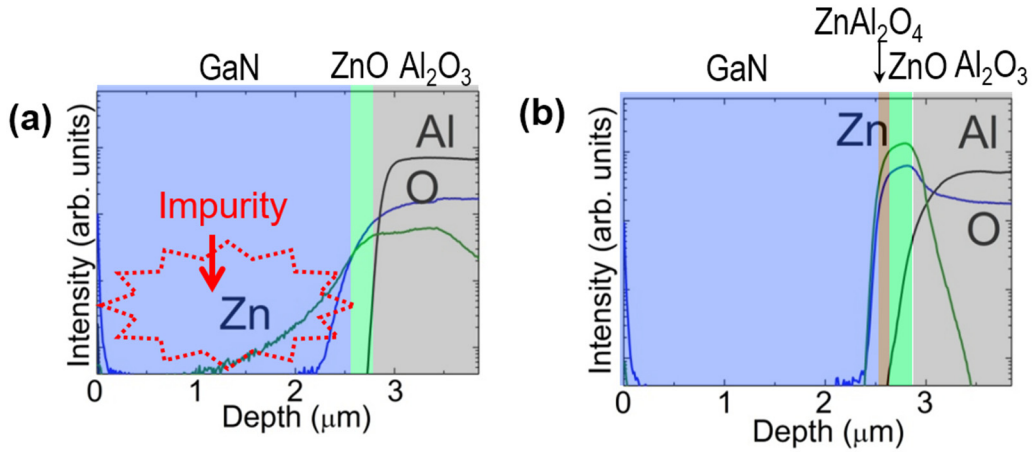 (a)
GaN
ZnO Al₂O₃
Intensity (arb. units)
Al
O
Impurity
Zn
0 1 2 3
Depth (μm)
(b)
ZnAl₂O₄
GaN
ZnO Al₂O₃
Intensity (arb. units)
Zn
Al
O
0 1 2 3
Depth (μm)